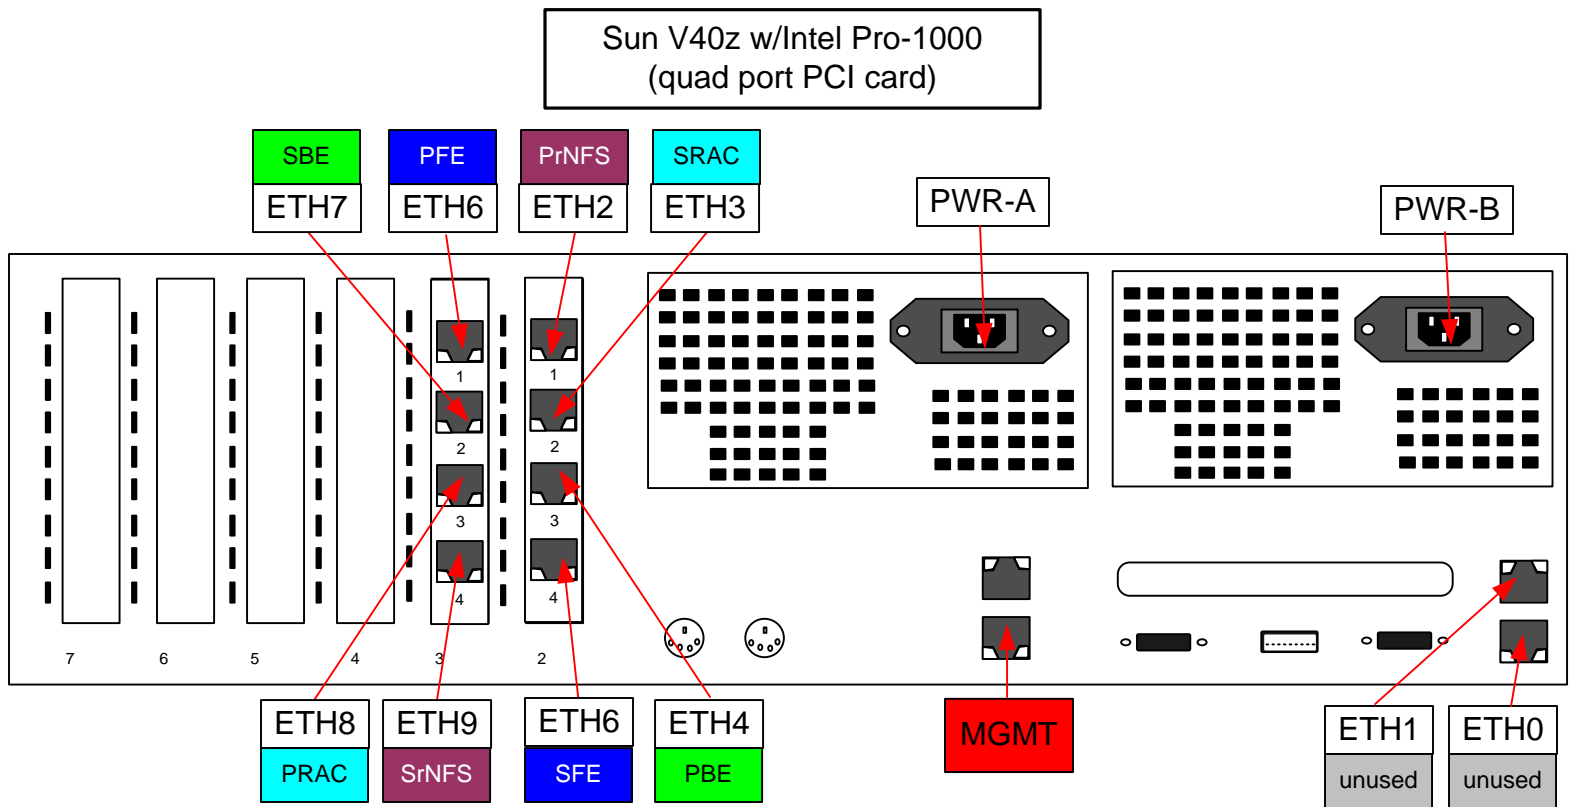 Sun V40z w/Intel Pro-1000
(quad port PCI card)
SBE
PFE
PrNFS
SRAC
ETH7
ETH6
ETH2
ETH3
PWR-A
PWR-B
1
1
2
2
3
3
4
4
7
6
5
4
3
2
ETH8
ETH9
ETH6
ETH4
MGMT
ETH1
ETH0
PRAC
SrNFS
SFE
PBE
unused
unused